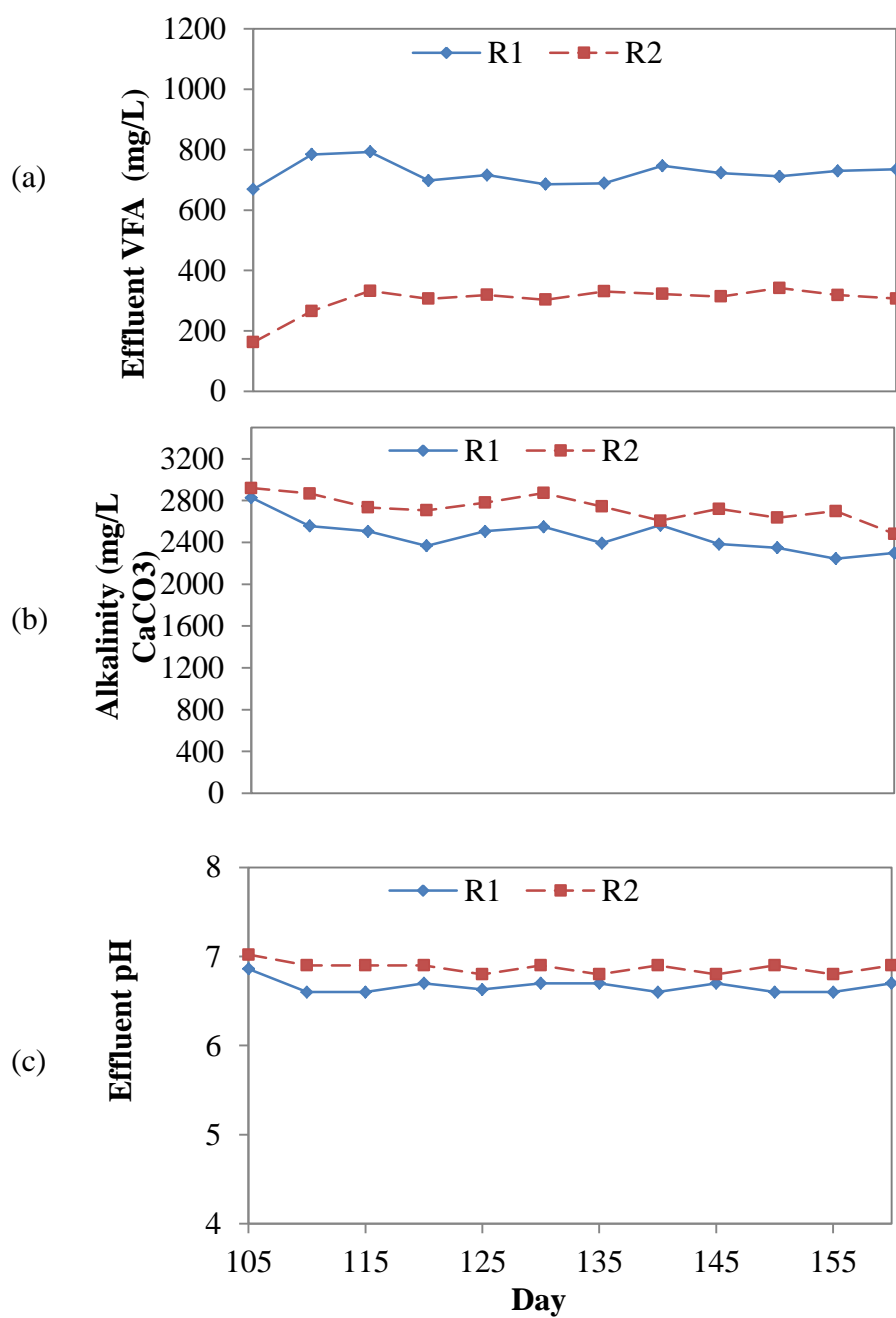 (a)
Effluent VFA (mg/L)
1200
1000
800
600
400
200
0
R1 R2
(b)
Alkalinity (mg/L
CaCO3)
3200
2800
2400
2000
1600
1200
800
400
0
R1 R2
(c)
Effluent pH
8
7
6
5
4
R1 R2
105 115 125 135 145 155
Day